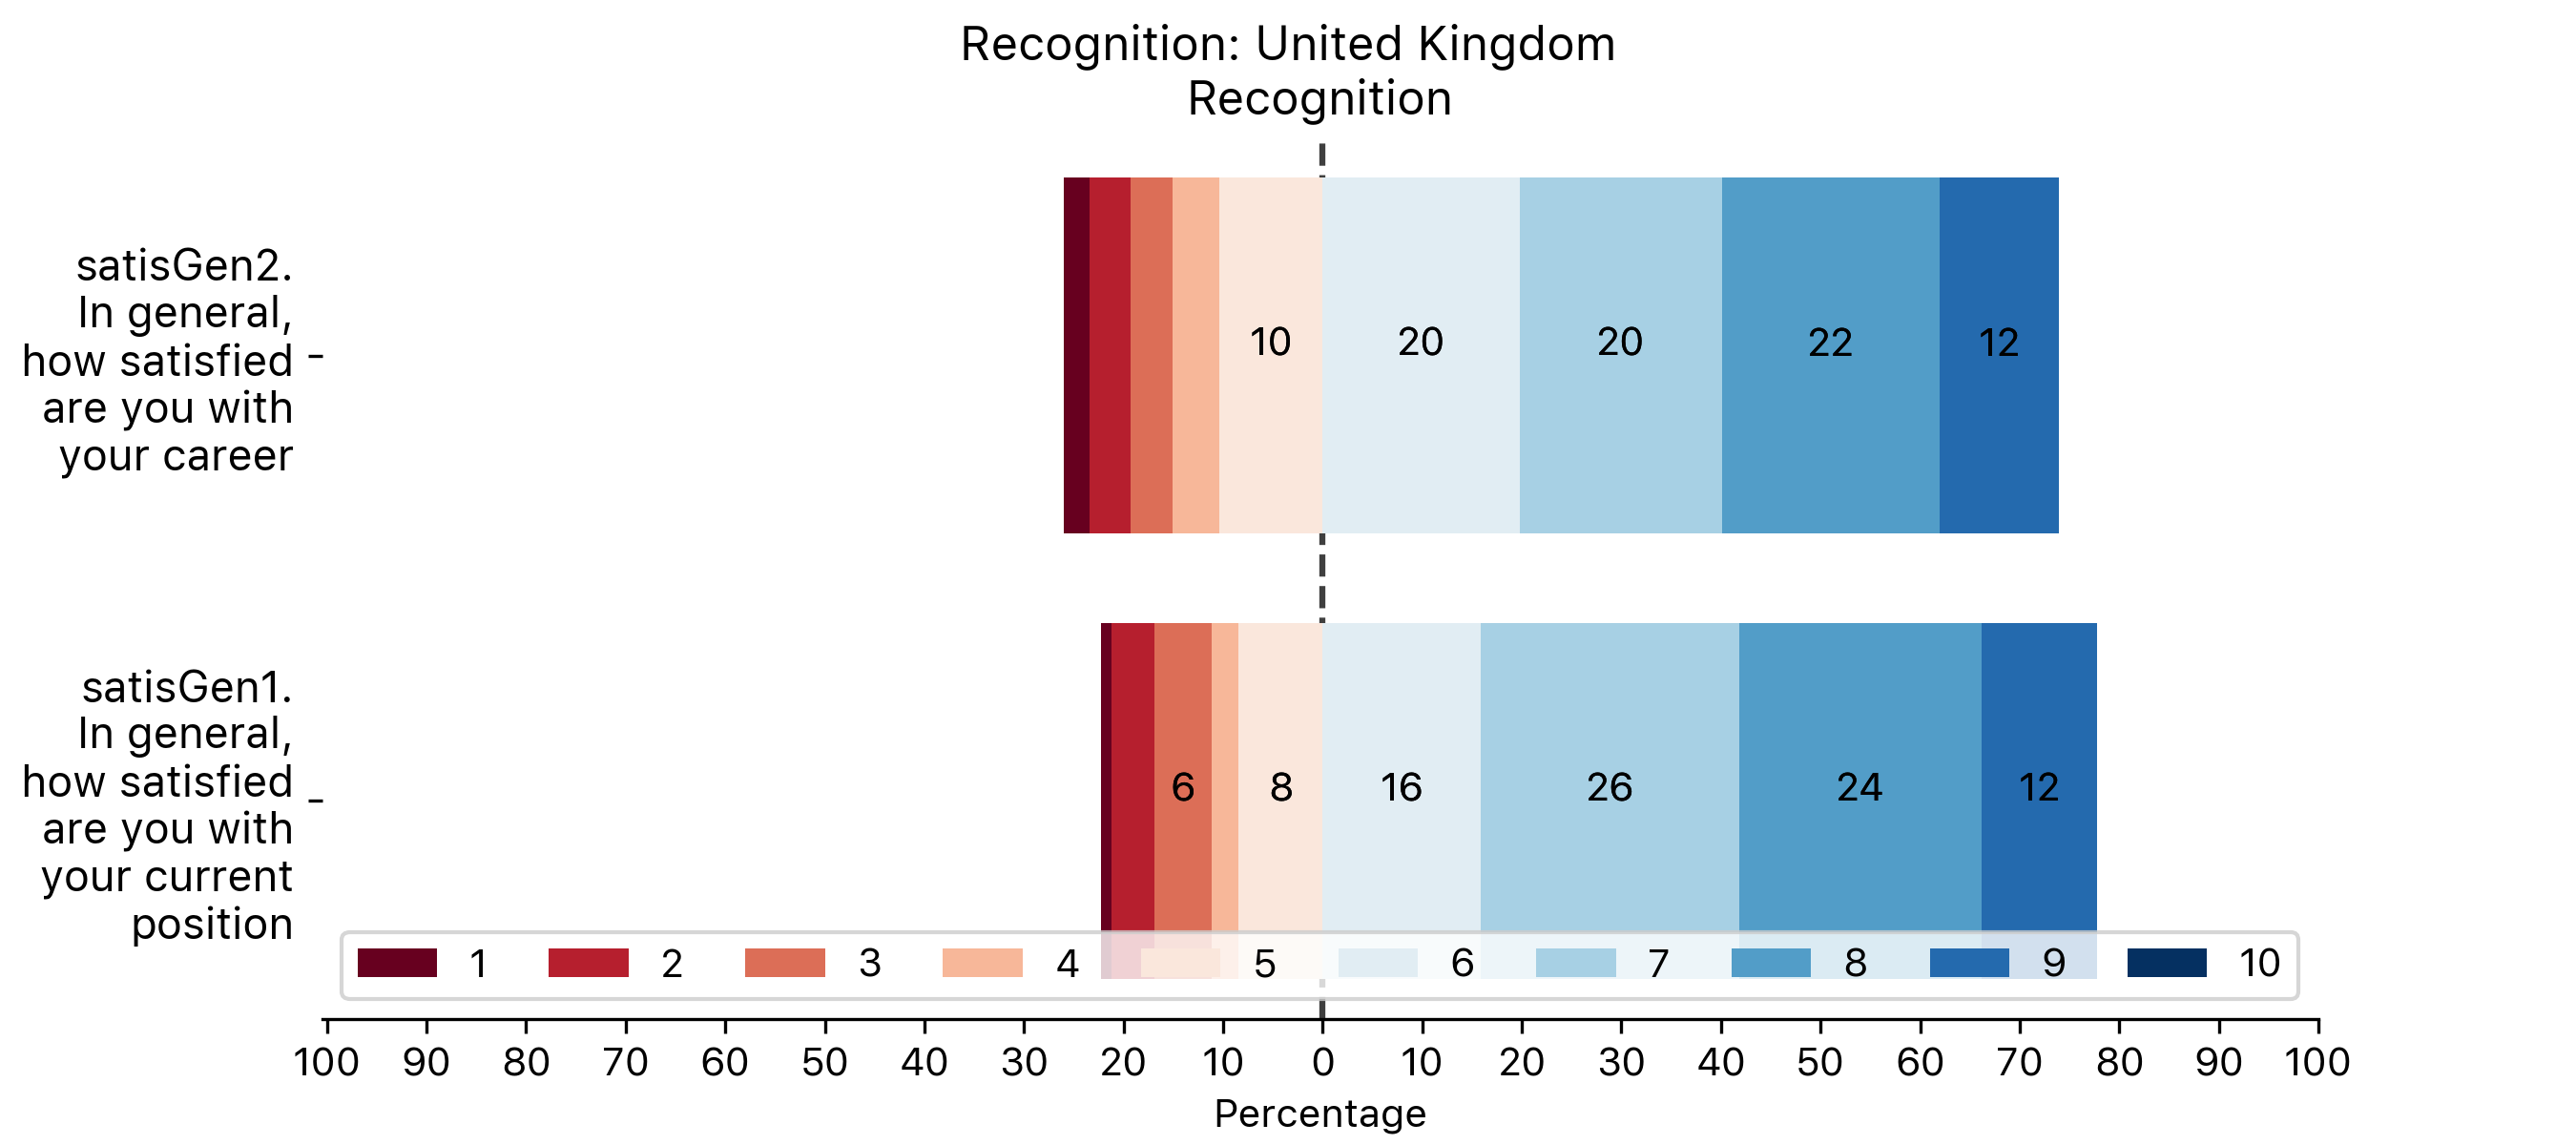 Recognition: United Kingdom
Recognition
satisGen2.
In general,
how satisfied
are you with
your career
10 20 20 22 12
satisGen1.
In general,
how satisfied
are you with
your current
position
6 8 16 26 24 12
1 2 3 4 5 6 7 8 9 10
100 90 80 70 60 50 40 30 20 10 0 10 20 30 40 50 60 70 80 90 100
Percentage